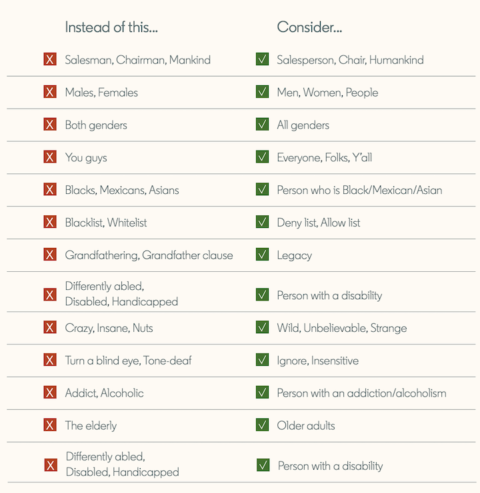 Instead of this... Consider...
X Salesman, Chairman, Mankind ✓ Salesperson, Chair, Humankind
X Males, Females ✓ Men, Women, People
X Both genders ✓ All genders
X You guys ✓ Everyone, Folks, Y'all
X Blacks, Mexicans, Asians ✓ Person who is Black/Mexican/Asian
X Blacklist, Whitelist ✓ Deny list, Allow list
X Grandfathering, Grandfather clause ✓ Legacy
X Differently abled,
Disabled, Handicapped ✓ Person with a disability
X Crazy, Insane, Nuts ✓ Wild, Unbelievable, Strange
X Turn a blind eye, Tone-deaf ✓ Ignore, Insensitive
X Addict, Alcoholic ✓ Person with an addiction/alcoholism
X The elderly ✓ Older adults
X Differently abled,
Disabled, Handicapped ✓ Person with a disability